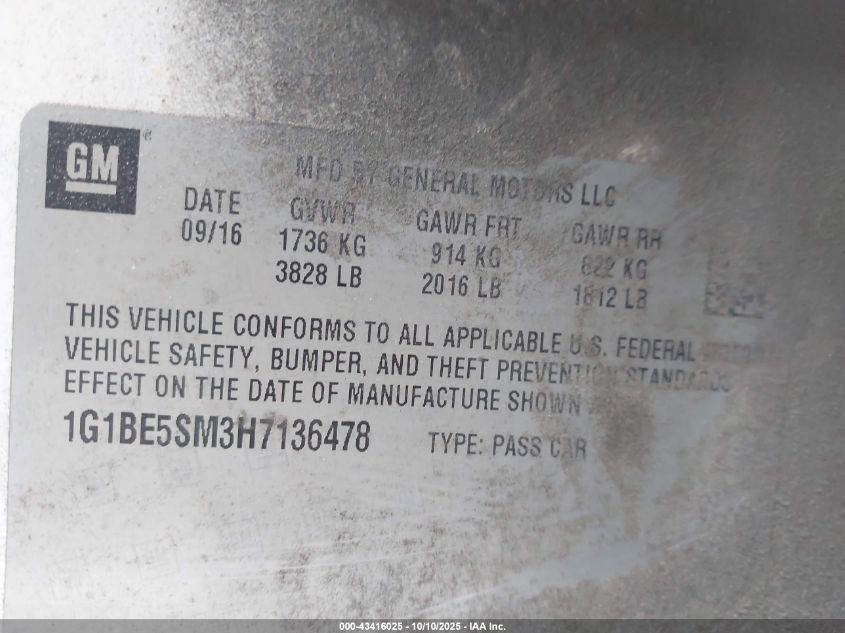 GM
®
MFD BY GENERAL MOTORS LLC
DATE GVWR GAWR FRT GAWR RR
09/16 1736 KG 914 KG 822 KG
3828 LB 2016 LB 1812 LB
THIS VEHICLE CONFORMS TO ALL APPLICABLE U.S. FEDERAL MOTOR
VEHICLE SAFETY, BUMPER, AND THEFT PREVENTION STANDARDS
EFFECT ON THE DATE OF MANUFACTURE SHOWN
1G1BE5SM3H7136478 TYPE: PASS CAR
000-43416025 - 10/10/2025 - IAA Inc.